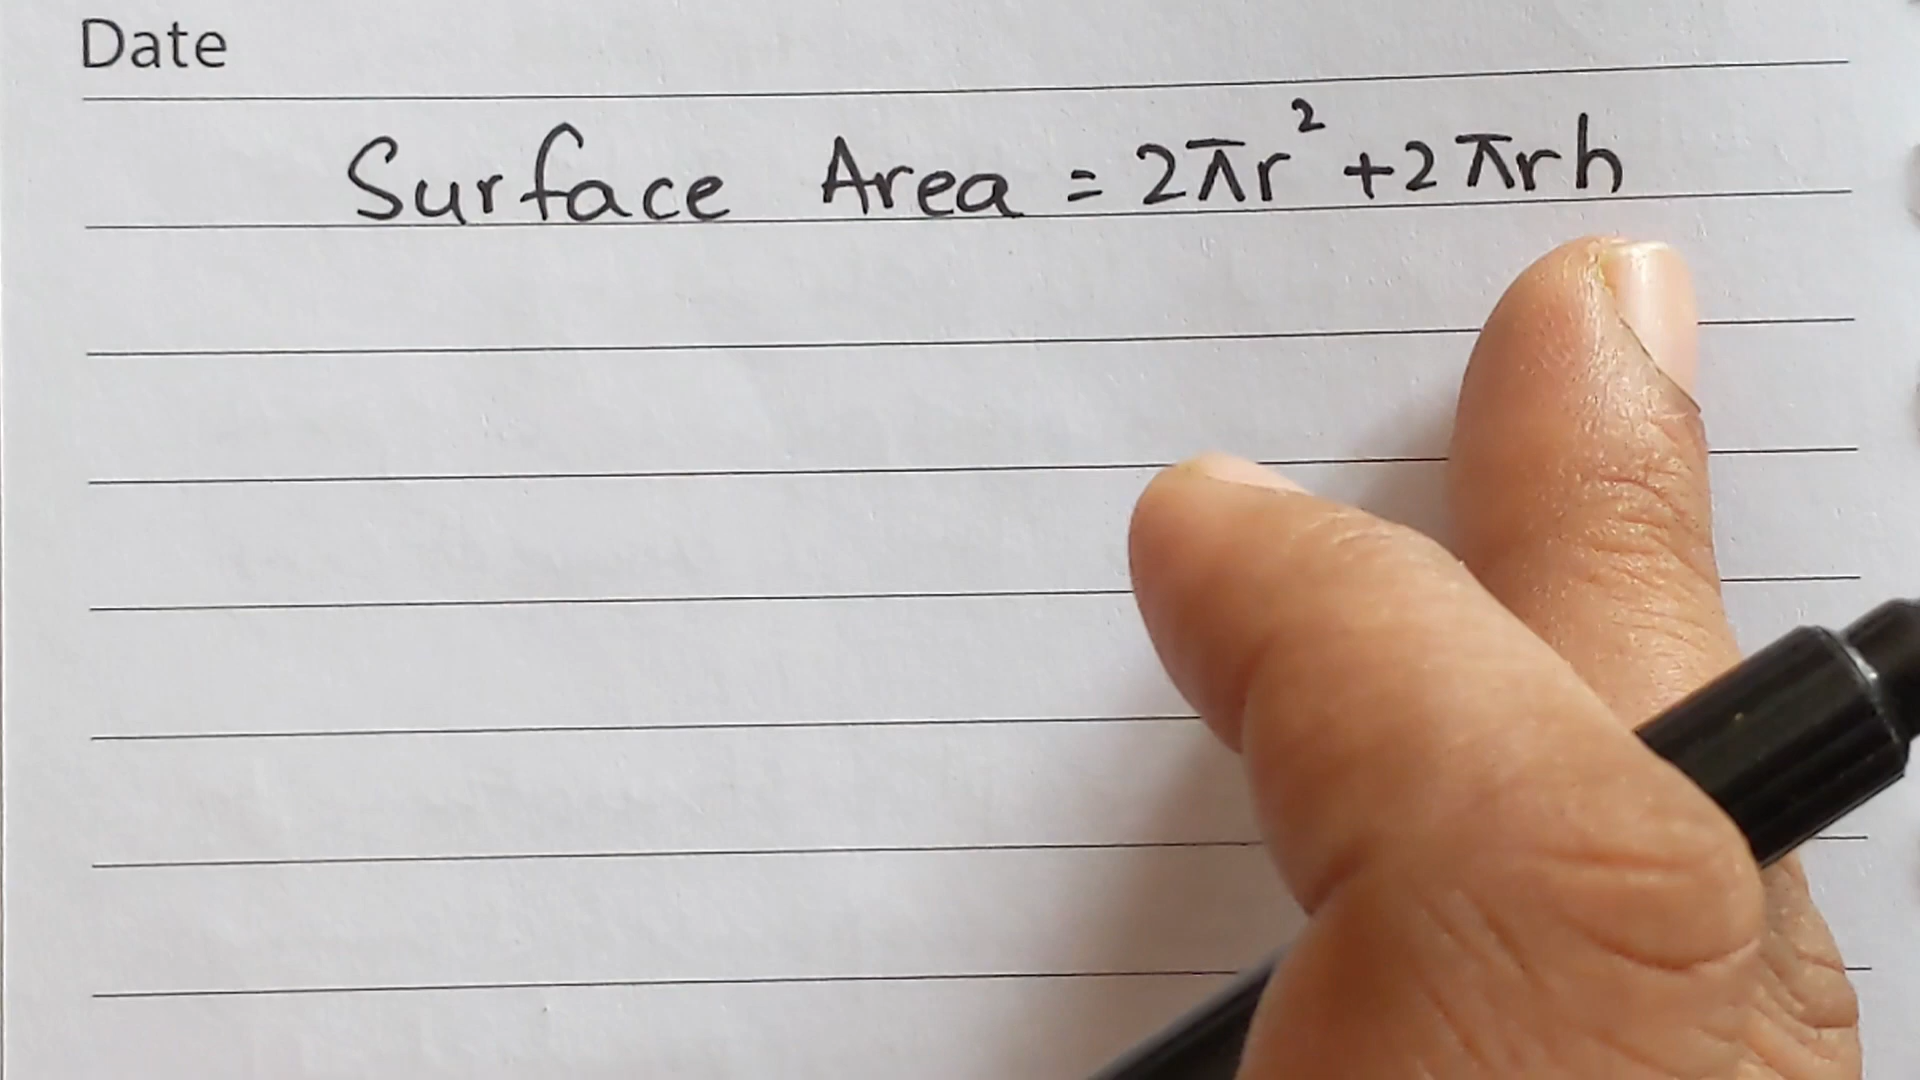 Date
Surface Area = 2πr² + 2πrh